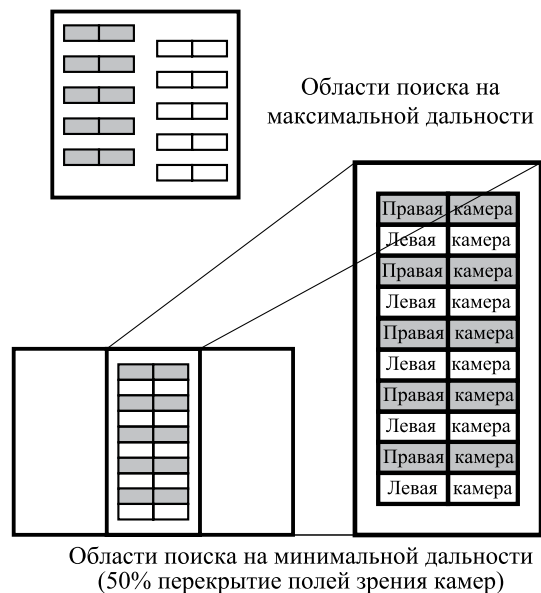 Области поиска на
максимальной дальности
Правая камера
Левая камера
Правая камера
Левая камера
Правая камера
Левая камера
Правая камера
Левая камера
Правая камера
Левая камера
Области поиска на минимальной дальности
(50% перекрытие полей зрения камер)